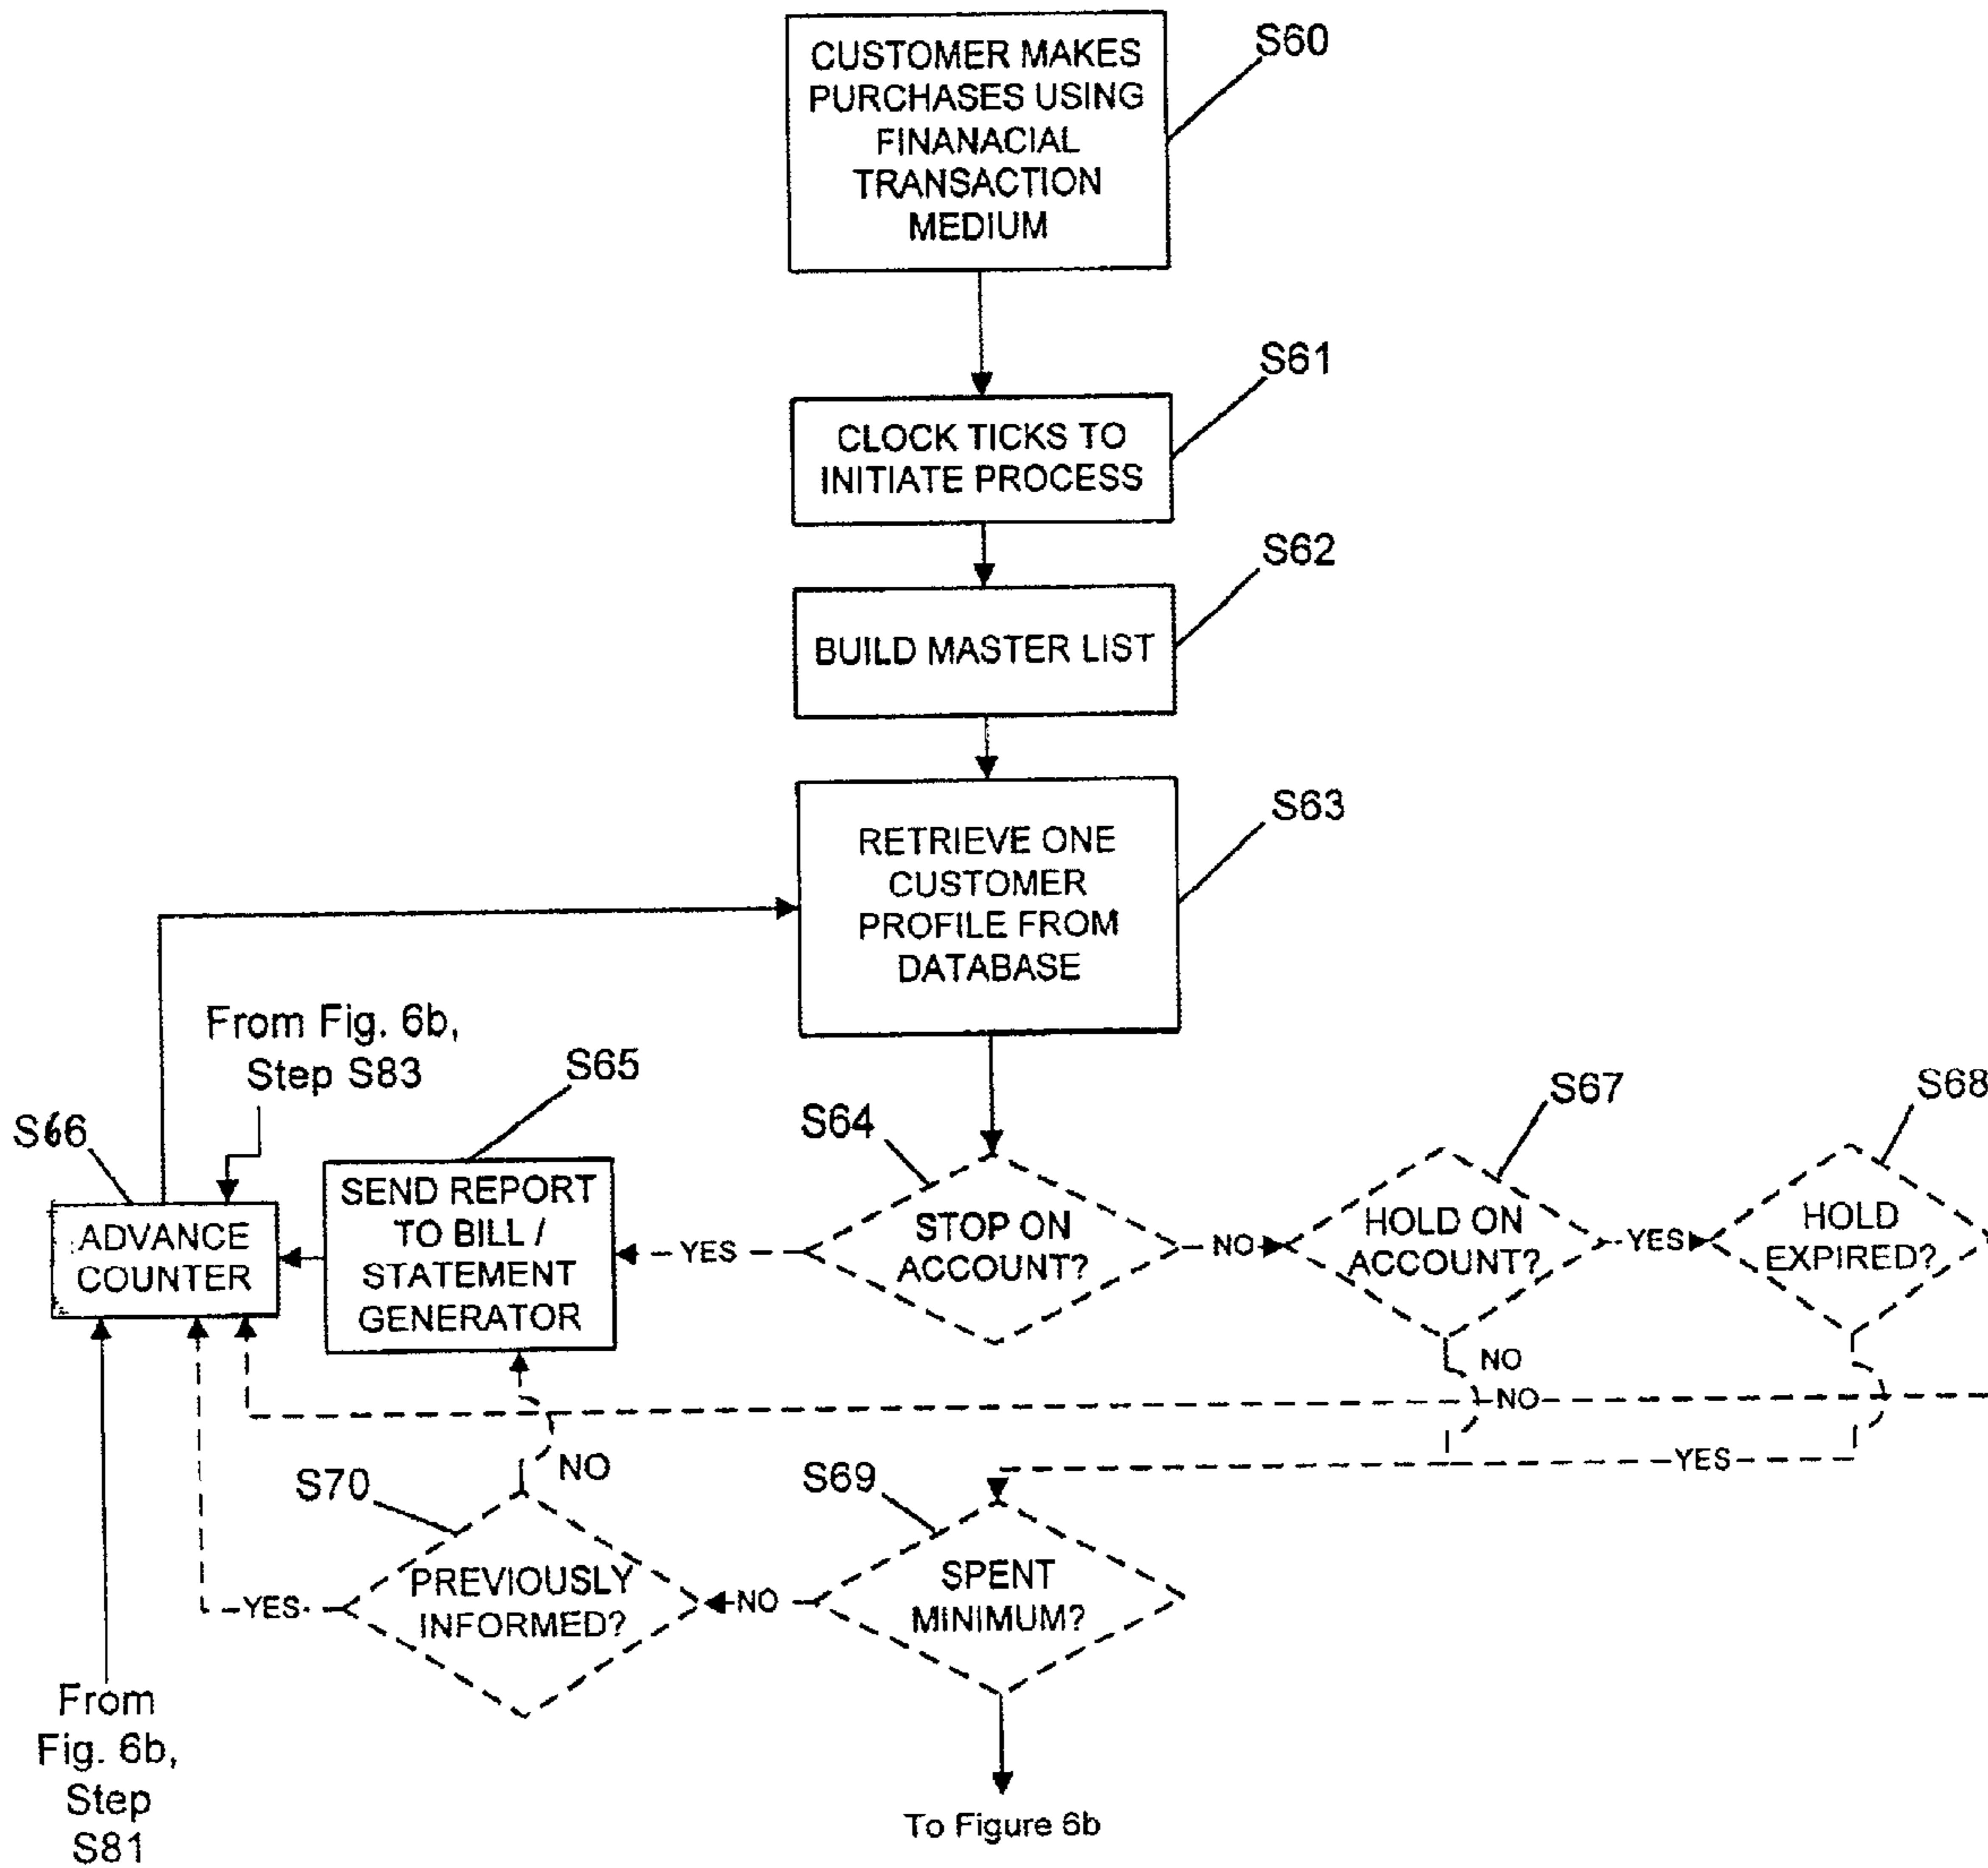 CUSTOMER MAKES
PURCHASES USING
FINANACIAL
TRANSACTION
MEDIUM
S60
CLOCK TICKS TO
INITIATE PROCESS
S61
BUILD MASTER LIST
S62
RETRIEVE ONE
CUSTOMER
PROFILE FROM
DATABASE
S63
From Fig. 6b,
Step S83
S66
ADVANCE
COUNTER
S65
SEND REPORT
TO BILL /
STATEMENT
GENERATOR
YES
S64
STOP ON
ACCOUNT?
NO
S67
HOLD ON
ACCOUNT?
YES
S68
HOLD
EXPIRED?
NO
NO
YES
S70
NO
PREVIOUSLY
INFORMED?
YES
S69
SPENT
MINIMUM?
NO
From
Fig. 6b,
Step
S81
To Figure 6b